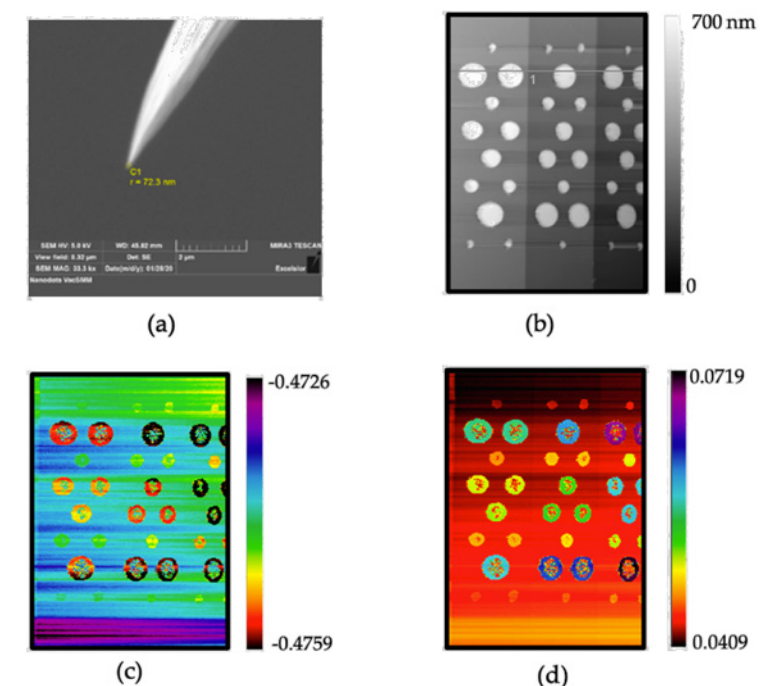 C1
r = 72.3 nm
SEM HV: 5.0 kV
WD: 45.02 mm
MIRA3 TESCAN
View field: 8.32 µm
Det: SE
2 µm
SEM MAG: 33.3 kx
Date(m/d/y): 01/28/20
Excelsior
Nanodots VacSMM
(a)
1
700 nm
0
(b)
-0.4726
-0.4759
(c)
0.0719
0.0409
(d)